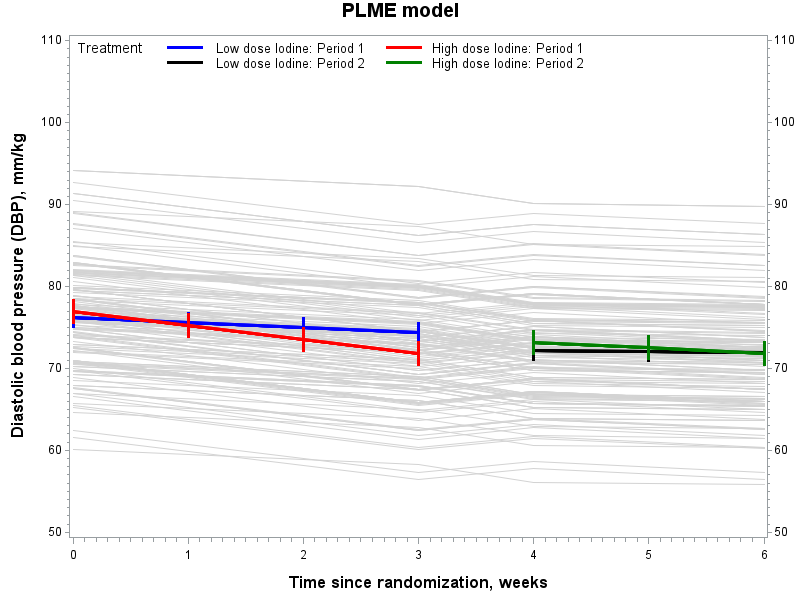 PLME model
Treatment
Low dose Iodine: Period 1
High dose Iodine: Period 1
Low dose Iodine: Period 2
High dose Iodine: Period 2
Diastolic blood pressure (DBP), mm/kg
110
100
90
80
70
60
50
110
100
90
80
70
60
50
0 1 2 3 4 5 6
Time since randomization, weeks